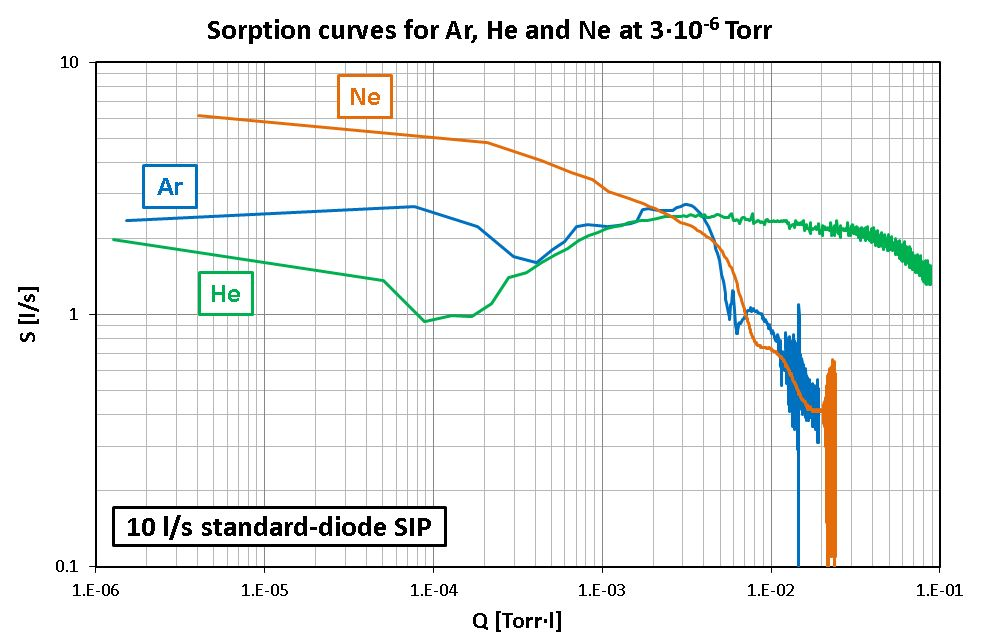 Sorption curves for Ar, He and Ne at 3·10⁻⁶ Torr
10
Ne
Ar
He
1
S [l/s]
10 l/s standard-diode SIP
0.1
1.E-06 1.E-05 1.E-04 1.E-03 1.E-02 1.E-01
Q [Torr·l]